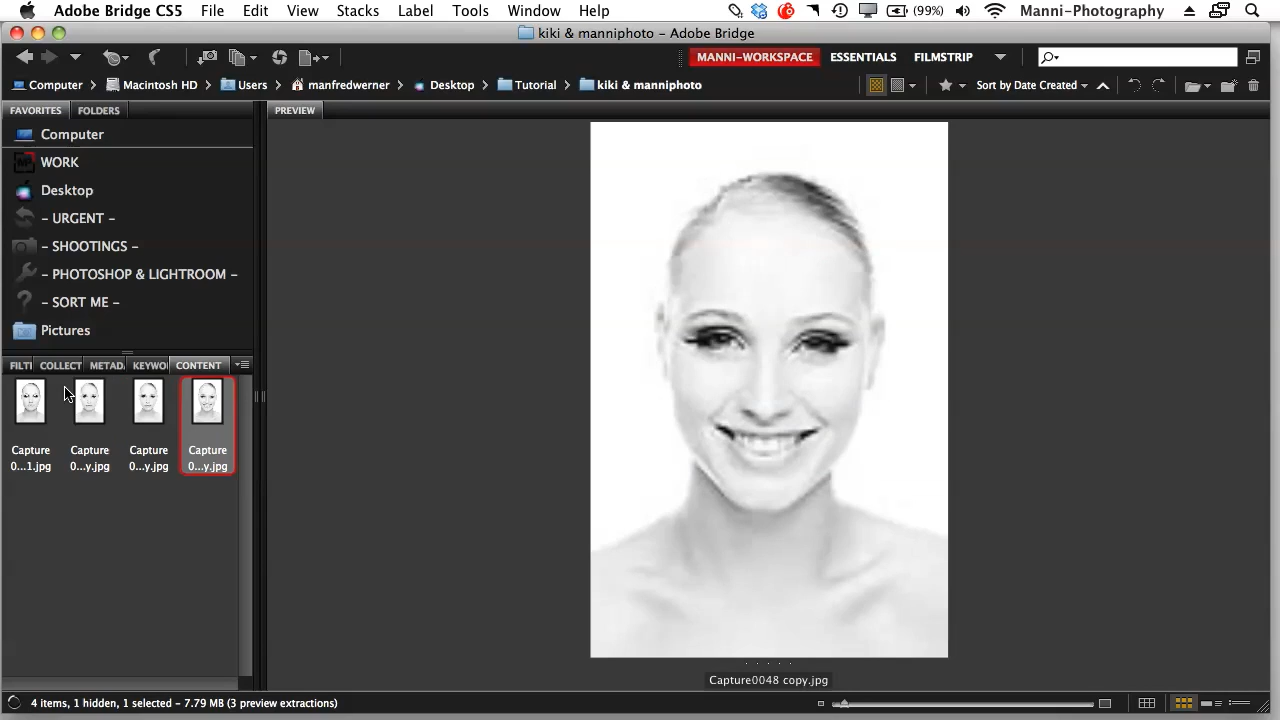 Adobe Bridge CS5 File Edit View Stacks Label Tools Window Help (99%) Manni-Photography
kiki & manniphoto – Adobe Bridge
MANNI-WORKSPACE ESSENTIALS FILMSTRIP
Computer Macintosh HD Users manfredwerner Desktop Tutorial kiki & manniphoto Sort by Date Created
FAVORITES FOLDERS PREVIEW
Computer
WORK
Desktop
– URGENT –
– SHOOTINGS –
– PHOTOSHOP & LIGHTROOM –
– SORT ME –
Pictures
FILTI COLLECT METAD KEYWO CONTENT
Capture Capture Capture Capture
0...1.jpg 0...y.jpg 0...y.jpg 0...y.jpg
Capture0048 copy.jpg
4 items, 1 hidden, 1 selected – 7.79 MB (3 preview extractions)